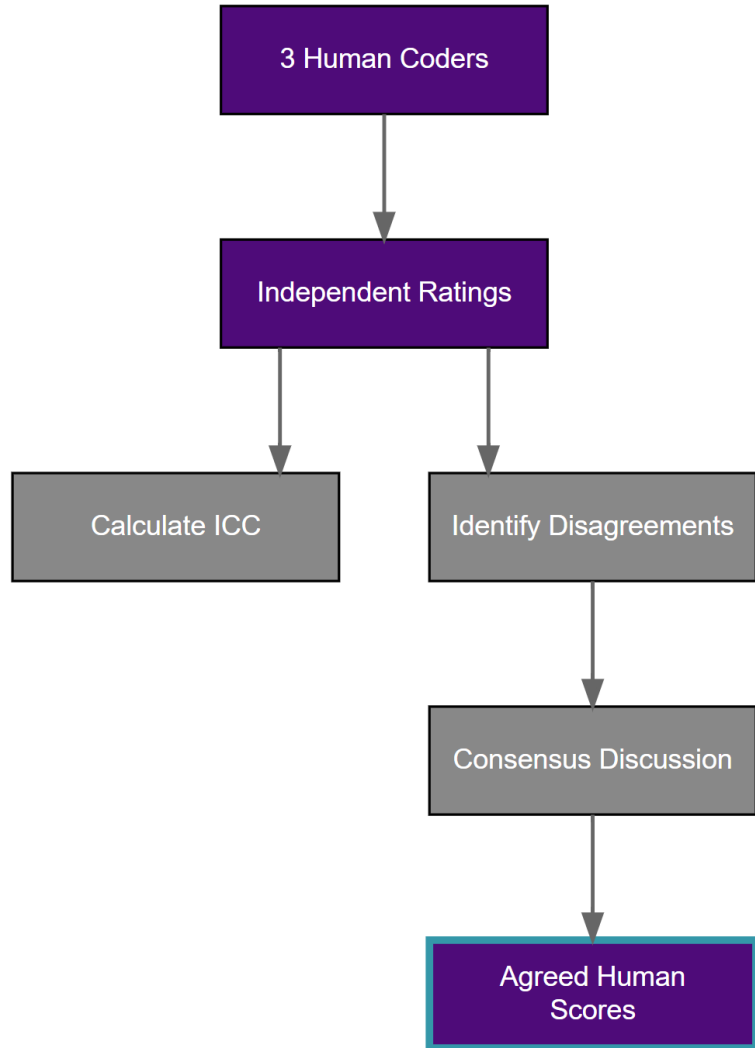 3 Human Coders
Independent Ratings
Calculate ICC
Identify Disagreements
Consensus Discussion
Agreed Human
Scores